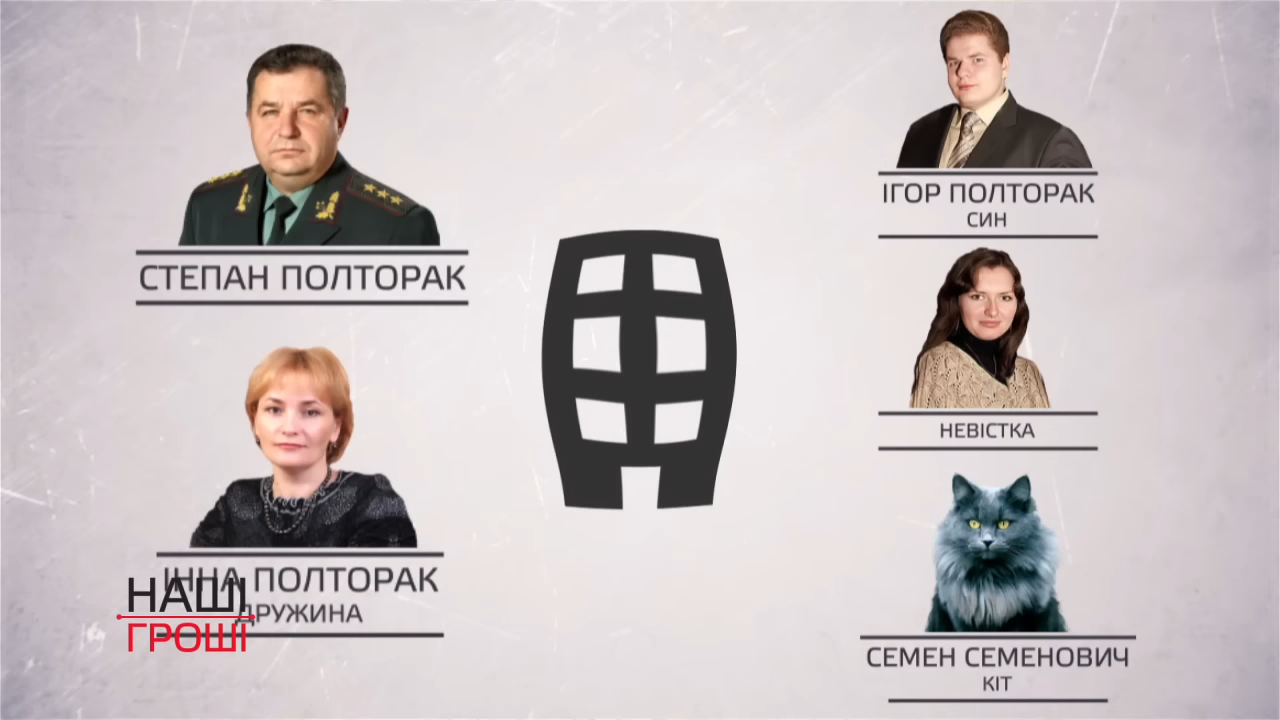 СТЕПАН ПОЛТОРАК
ІННА ПОЛТОРАК
ДРУЖИНА
НАШІ
ГРОШІ
ІГОР ПОЛТОРАК
СИН
НЕВІСТКА
СЕМЕН СЕМЕНОВИЧ
КІТ